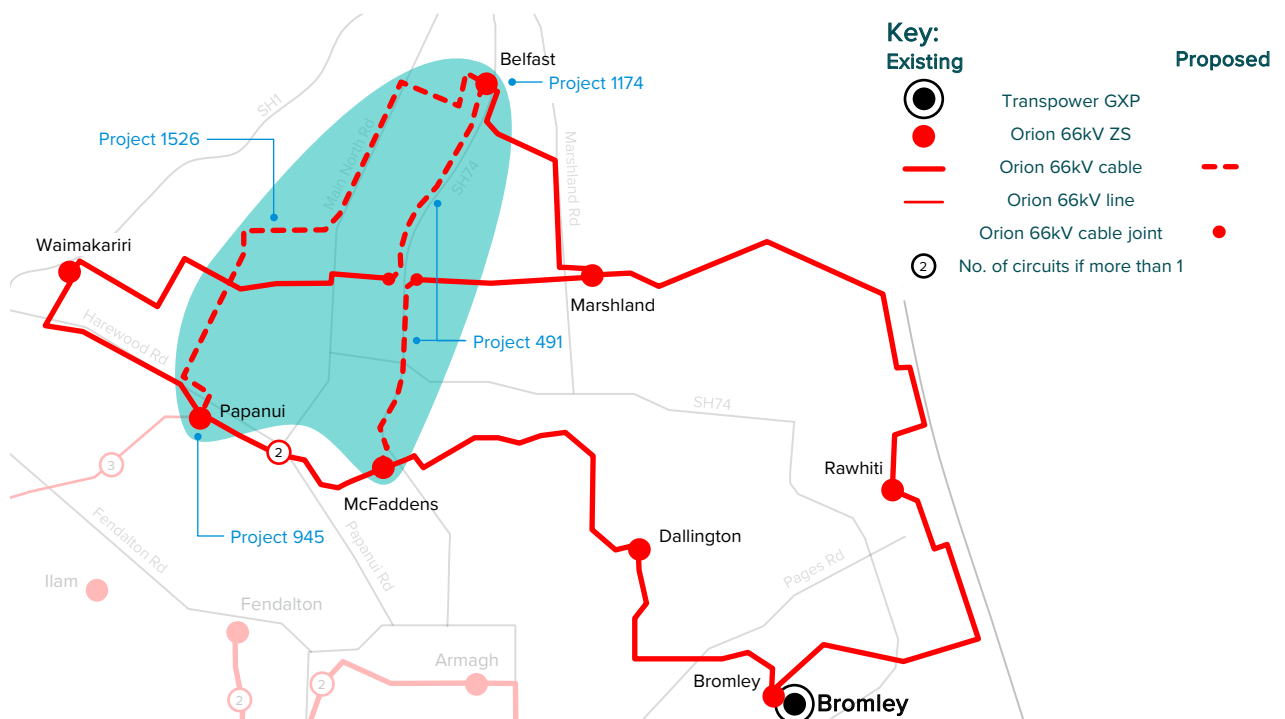 Key:
Existing
Proposed
Transpower GXP
Orion 66kV ZS
Orion 66kV cable
Orion 66kV line
Orion 66kV cable joint
2
No. of circuits if more than 1
Belfast
Project 1174
SH1
Project 1526
Main North Rd
SH74
Marshland Rd
Waimakariri
Marshland
Harewood Rd
Project 491
Papanui
SH74
2
3
Rawhiti
McFaddens
Project 945
Fendalton Rd
Papanui Rd
Dallington
Pages Rd
Ilam
Fendalton
Armagh
2
2
Bromley
Bromley